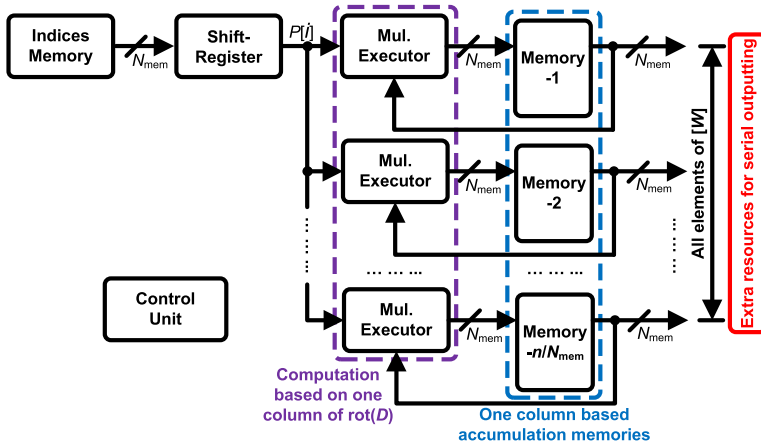 Indices
Memory
N_mem
Shift-
Register
P[i]
Mul.
Executor
N_mem
Memory
-1
N_mem
Mul.
Executor
N_mem
Memory
-2
N_mem
... ... ...
... ... ...
... ... ...
... ... ...
Control
Unit
Mul.
Executor
N_mem
Memory
-n/N_mem
N_mem
All elements of [W]
Extra resources for serial outputting
Computation
based on one
column of rot(D)
One column based
accumulation memories